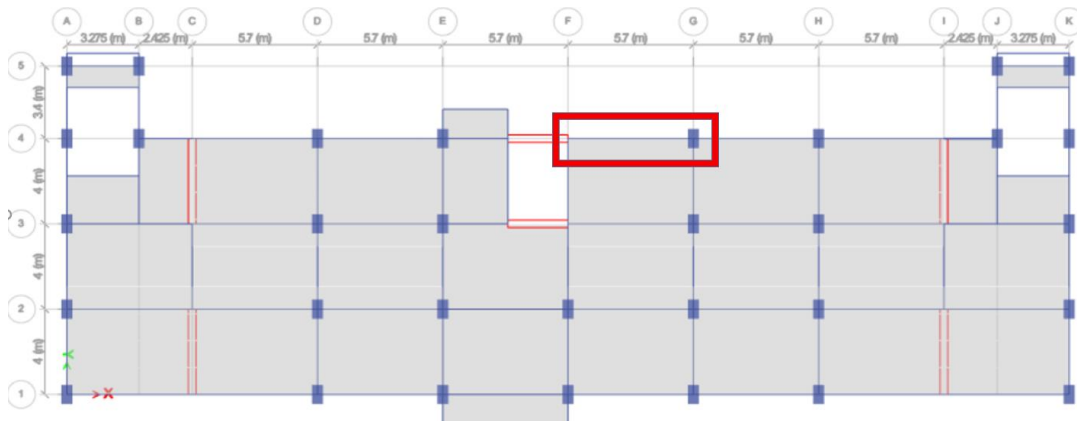 A B C D E F G H I J K
3.275 (m) 2.425 (m) 5.7 (m) 5.7 (m) 5.7 (m) 5.7 (m) 5.7 (m) 5.7 (m) 2.425 (m) 3.275 (m)
5
3.4 (m)
4
4 (m)
3
4 (m)
2
4 (m)
1
X